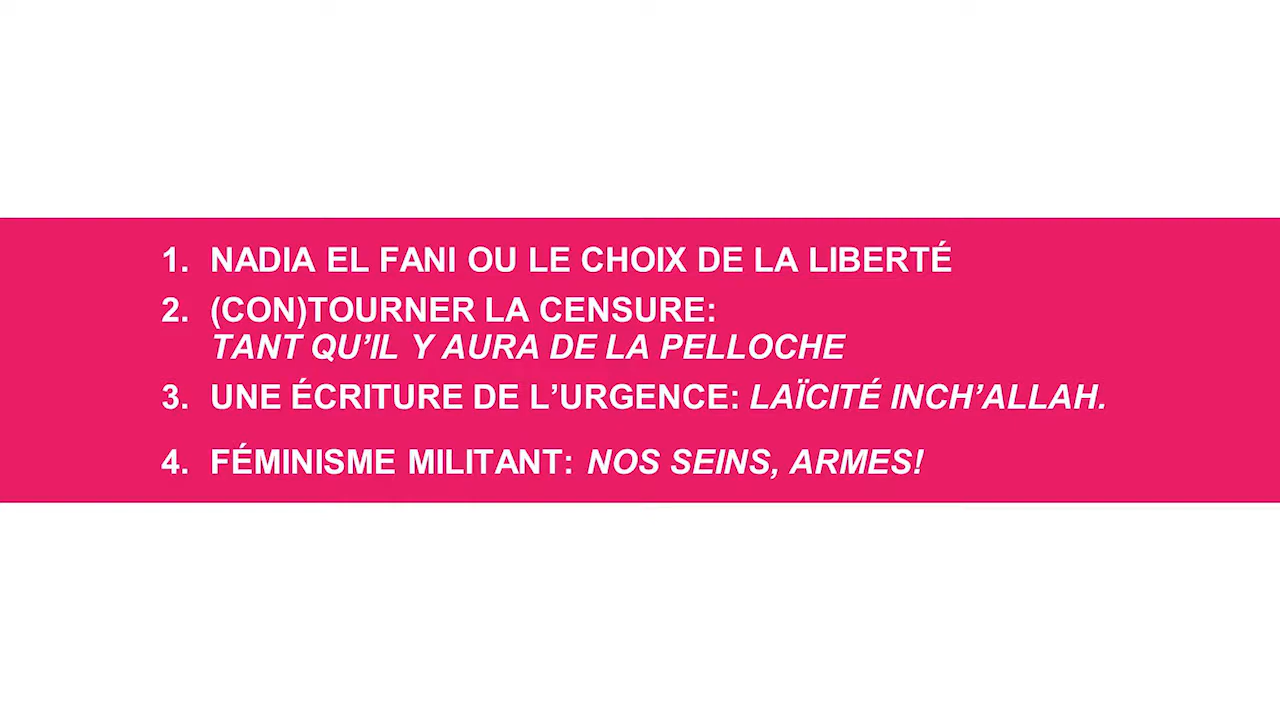 1. NADIA EL FANI OU LE CHOIX DE LA LIBERTÉ
2. (CON)TOURNER LA CENSURE:
TANT QU’IL Y AURA DE LA PELLOCHE
3. UNE ÉCRITURE DE L’URGENCE: LAÏCITÉ INCH’ALLAH.
4. FÉMINISME MILITANT: NOS SEINS, ARMES!